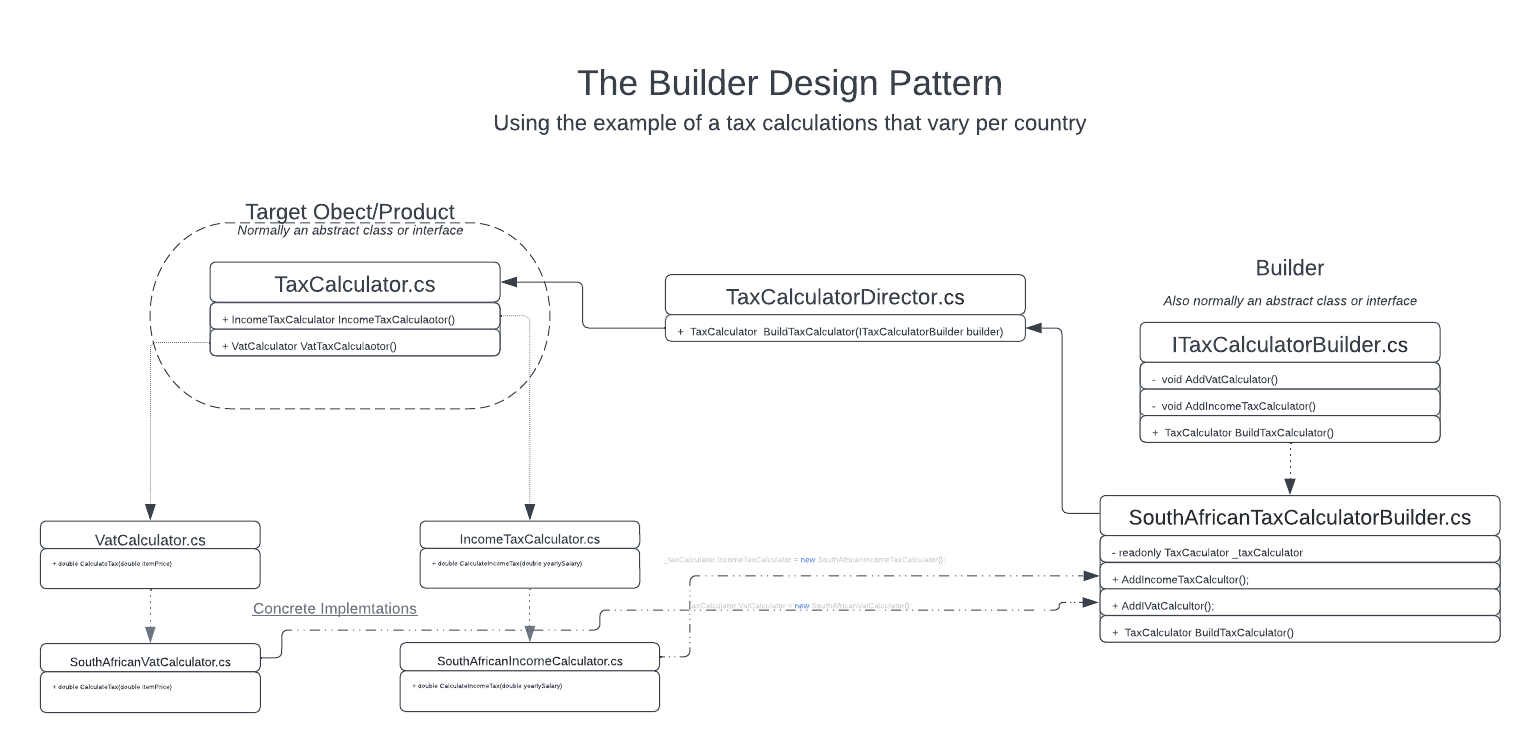 The Builder Design Pattern
Using the example of a tax calculations that vary per country
Target Obect/Product
Normally an abstract class or interface
TaxCalculator.cs
+ IncomeTaxCalculator IncomeTaxCalculaotor()
+ VatCalculator VatTaxCalculaotor()
TaxCalculatorDirector.cs
+  TaxCalculator  BuildTaxCalculator(ITaxCalculatorBuilder builder)
Builder
Also normally an abstract class or interface
ITaxCalculatorBuilder.cs
-  void AddVatCalculator()
-  void AddIncomeTaxCalculator()
+  TaxCalculator BuildTaxCalculator()
SouthAfricanTaxCalculatorBuilder.cs
- readonly TaxCaculator _taxCalculator
+ AddIncomeTaxCalcultor();
+ AddIVatCalcultor();
+  TaxCalculator BuildTaxCalculator()
VatCalculator.cs
+ double CalculateTax(double itemPrice)
IncomeTaxCalculator.cs
+ double CalculateIncomeTax(double yearlySalary)
_taxCalculator.IncomeTaxCalculator = new SouthAfricanIncomeTaxCalculator();
_taxCalculator.VatCalculator = new SouthAfricanVatCalculator();
Concrete Implemtations
SouthAfricanVatCalculator.cs
+ double CalculateTax(double itemPrice)
SouthAfricanIncomeCalculator.cs
+ double CalculateIncomeTax(double yearlySalary)